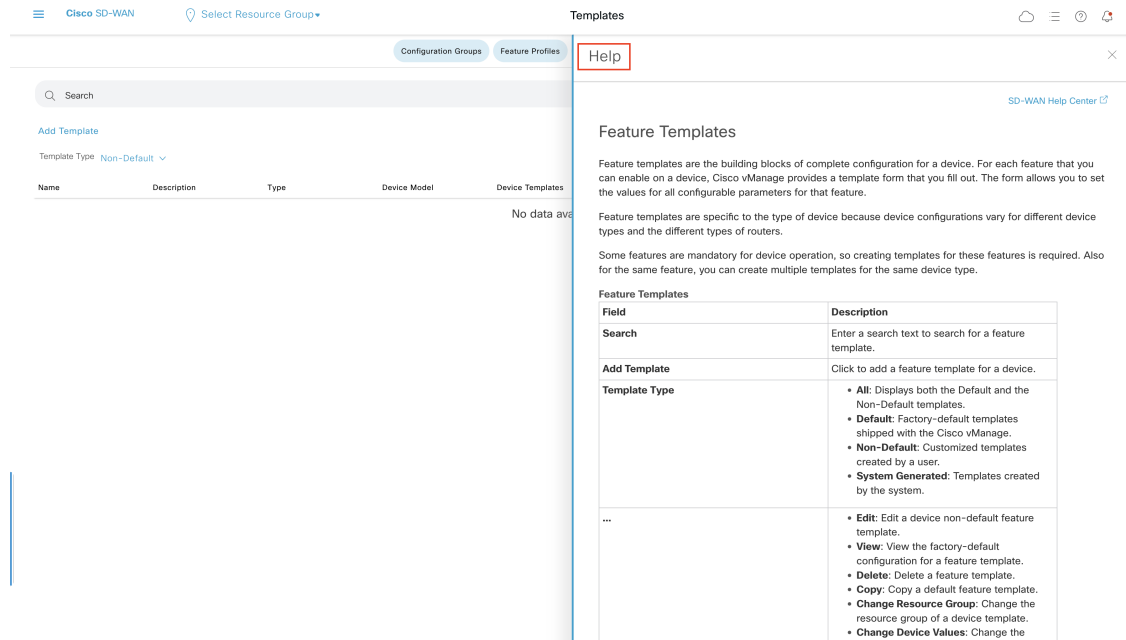 Cisco SD-WAN
Select Resource Group▾
Templates
Configuration Groups
Feature Profiles
Help
Search
SD-WAN Help Center
Add Template
Feature Templates
Template Type Non-Default
Feature templates are the building blocks of complete configuration for a device. For each feature that you
can enable on a device, Cisco vManage provides a template form that you fill out. The form allows you to set
the values for all configurable parameters for that feature.
Name Description Type Device Model Device Templates
No data ava
Feature templates are specific to the type of device because device configurations vary for different device
types and the different types of routers.
Some features are mandatory for device operation, so creating templates for these features is required. Also
for the same feature, you can create multiple templates for the same device type.
Feature Templates
Field Description
Search Enter a search text to search for a feature
template.
Add Template Click to add a feature template for a device.
Template Type
• All: Displays both the Default and the
Non-Default templates.
• Default: Factory-default templates
shipped with the Cisco vManage.
• Non-Default: Customized templates
created by a user.
• System Generated: Templates created
by the system.
...
• Edit: Edit a device non-default feature
template.
• View: View the factory-default
configuration for a feature template.
• Delete: Delete a feature template.
• Copy: Copy a default feature template.
• Change Resource Group: Change the
resource group of a device template.
• Change Device Values: Change the